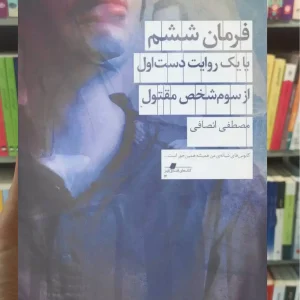 فرمان ششم
یا یک روایت دست‌اول
از سوم‌شخص مقتول
مصطفی انصافی